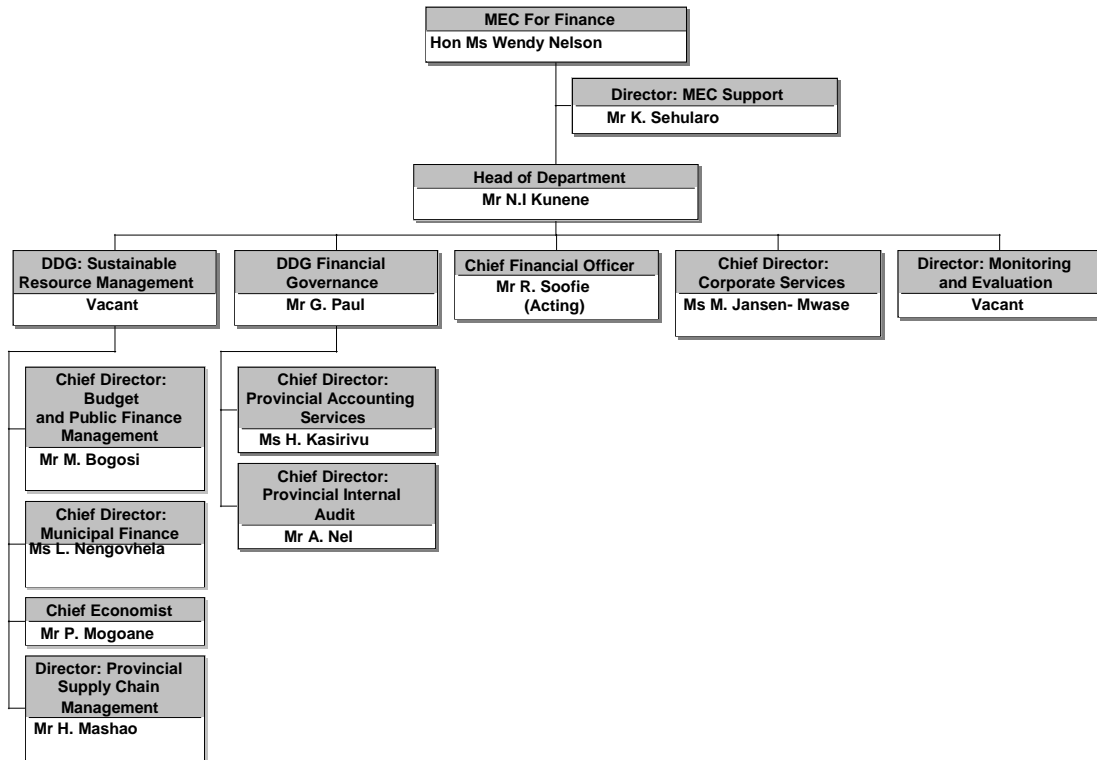 MEC For Finance
Hon Ms Wendy Nelson
Director: MEC Support
Mr K. Sehularo
Head of Department
Mr N.I Kunene
DDG: Sustainable
Resource Management
Vacant
DDG Financial
Governance
Mr G. Paul
Chief Financial Officer
Mr R. Soofie
(Acting)
Chief Director:
Corporate Services
Ms M. Jansen- Mwase
Director: Monitoring
and Evaluation
Vacant
Chief Director:
Budget
and Public Finance
Management
Mr M. Bogosi
Chief Director:
Municipal Finance
Ms L. Nengovhela
Chief Economist
Mr P. Mogoane
Director: Provincial
Supply Chain
Management
Mr H. Mashao
Chief Director:
Provincial Accounting
Services
Ms H. Kasirivu
Chief Director:
Provincial Internal
Audit
Mr A. Nel